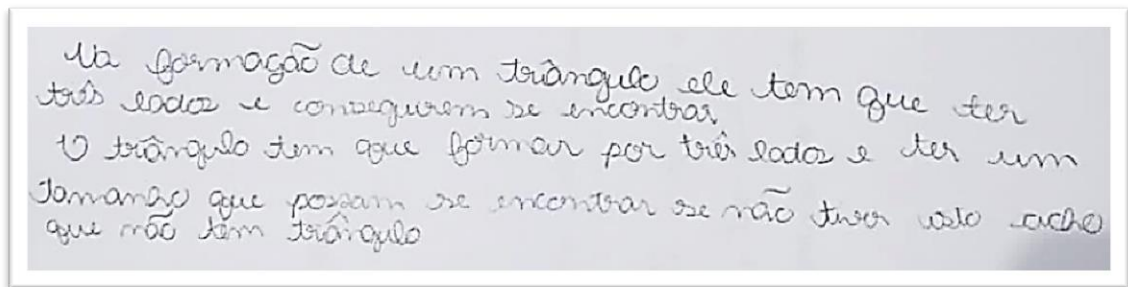 Na formação de um triângulo ele tem que ter
três lados e conseguirem se encontrar
O triângulo tem que formar por três lados e ter um
Tamanho que possam se encontrar se não tiver isto acho
que não tem triângulo